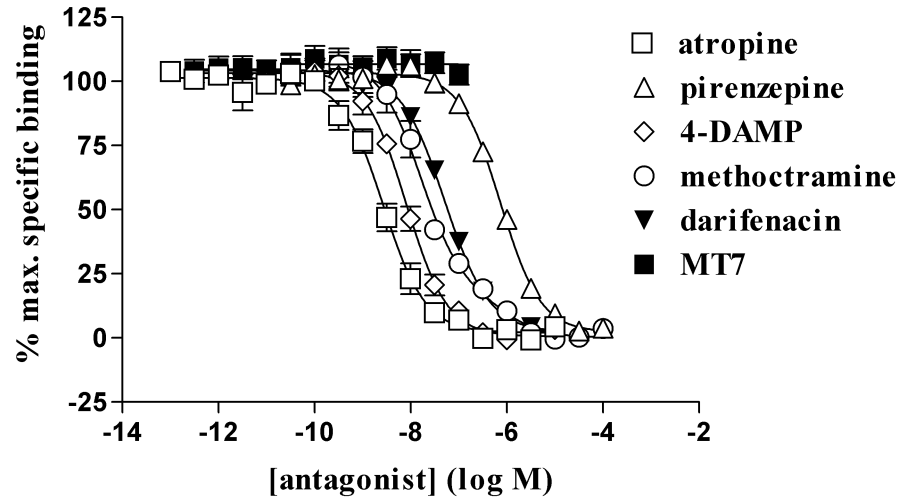 % max. specific binding
125
100
75
50
25
0
-25
-14 -12 -10 -8 -6 -4 -2
[antagonist] (log M)
atropine
pirenzepine
4-DAMP
methoctramine
darifenacin
MT7